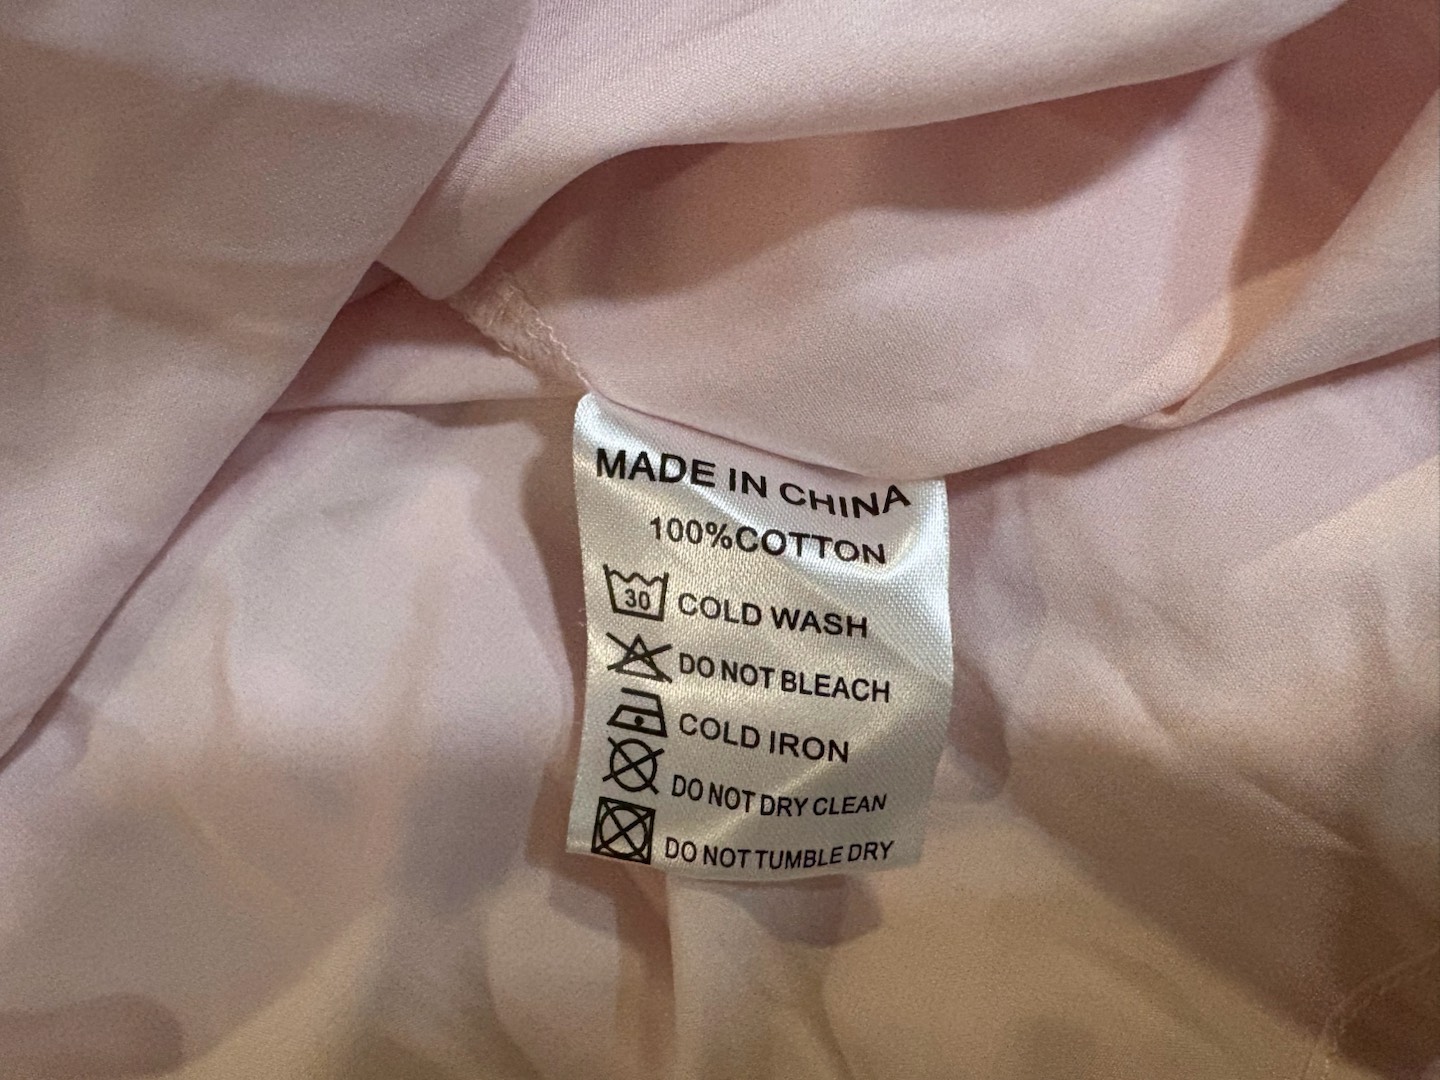 MADE IN CHINA
100%COTTON
30 COLD WASH
DO NOT BLEACH
COLD IRON
DO NOT DRY CLEAN
DO NOT TUMBLE DRY